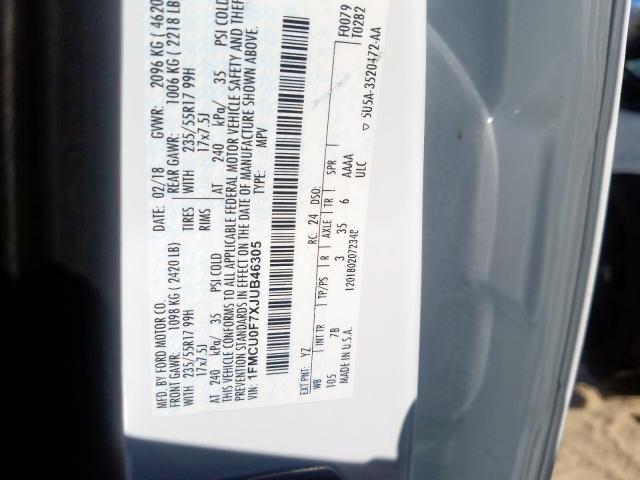 MFD. BY FORD MOTOR CO.
DATE: 02/18 GVWR: 2096 KG ( 4620
FRONT GAWR: 1098 KG ( 2420 LB)
REAR GAWR: 1006 KG ( 2218 LB
WITH 235/55R17 99H
TIRES WITH 235/55R17 99H
17x7.5J
RIMS 17x7.5J
AT 240 kPa/ 35 PSI COLD
AT 240 kPa/ 35 PSI COLD
THIS VEHICLE CONFORMS TO ALL APPLICABLE FEDERAL MOTOR VEHICLE SAFETY AND THEF
PREVENTION STANDARDS IN EFFECT ON THE DATE OF MANUFACTURE SHOWN ABOVE.
VIN: 1FMCU0F7XJUB46305
TYPE: MPV
F0079
T0282
EXT PNT: YZ RC: 24 DSO:
WB INT TR TP/PS R AXLE TR SPR
105 7B 3 35 6 AAAA
MADE IN U.S.A. ULC
5U5A-3520472-AA